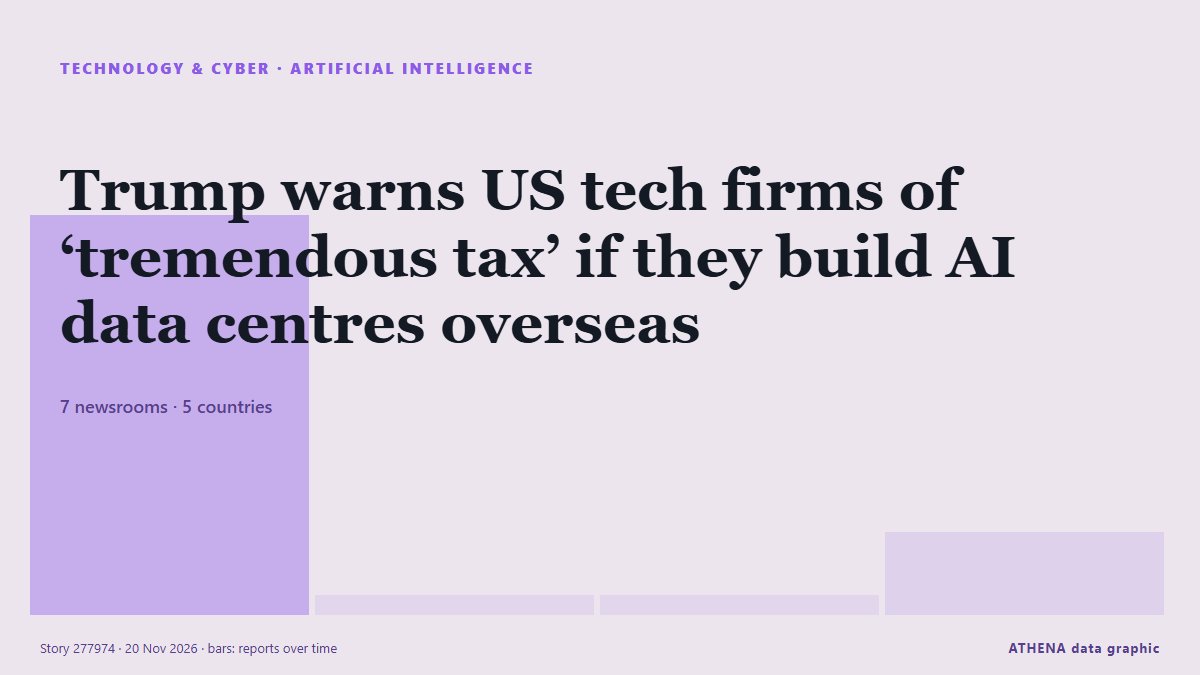 TECHNOLOGY & CYBER · ARTIFICIAL INTELLIGENCE
Trump warns US tech firms of
‘tremendous tax’ if they build AI
data centres overseas
7 newsrooms · 5 countries
Story 277974 · 20 Nov 2026 · bars: reports over time
ATHENA data graphic